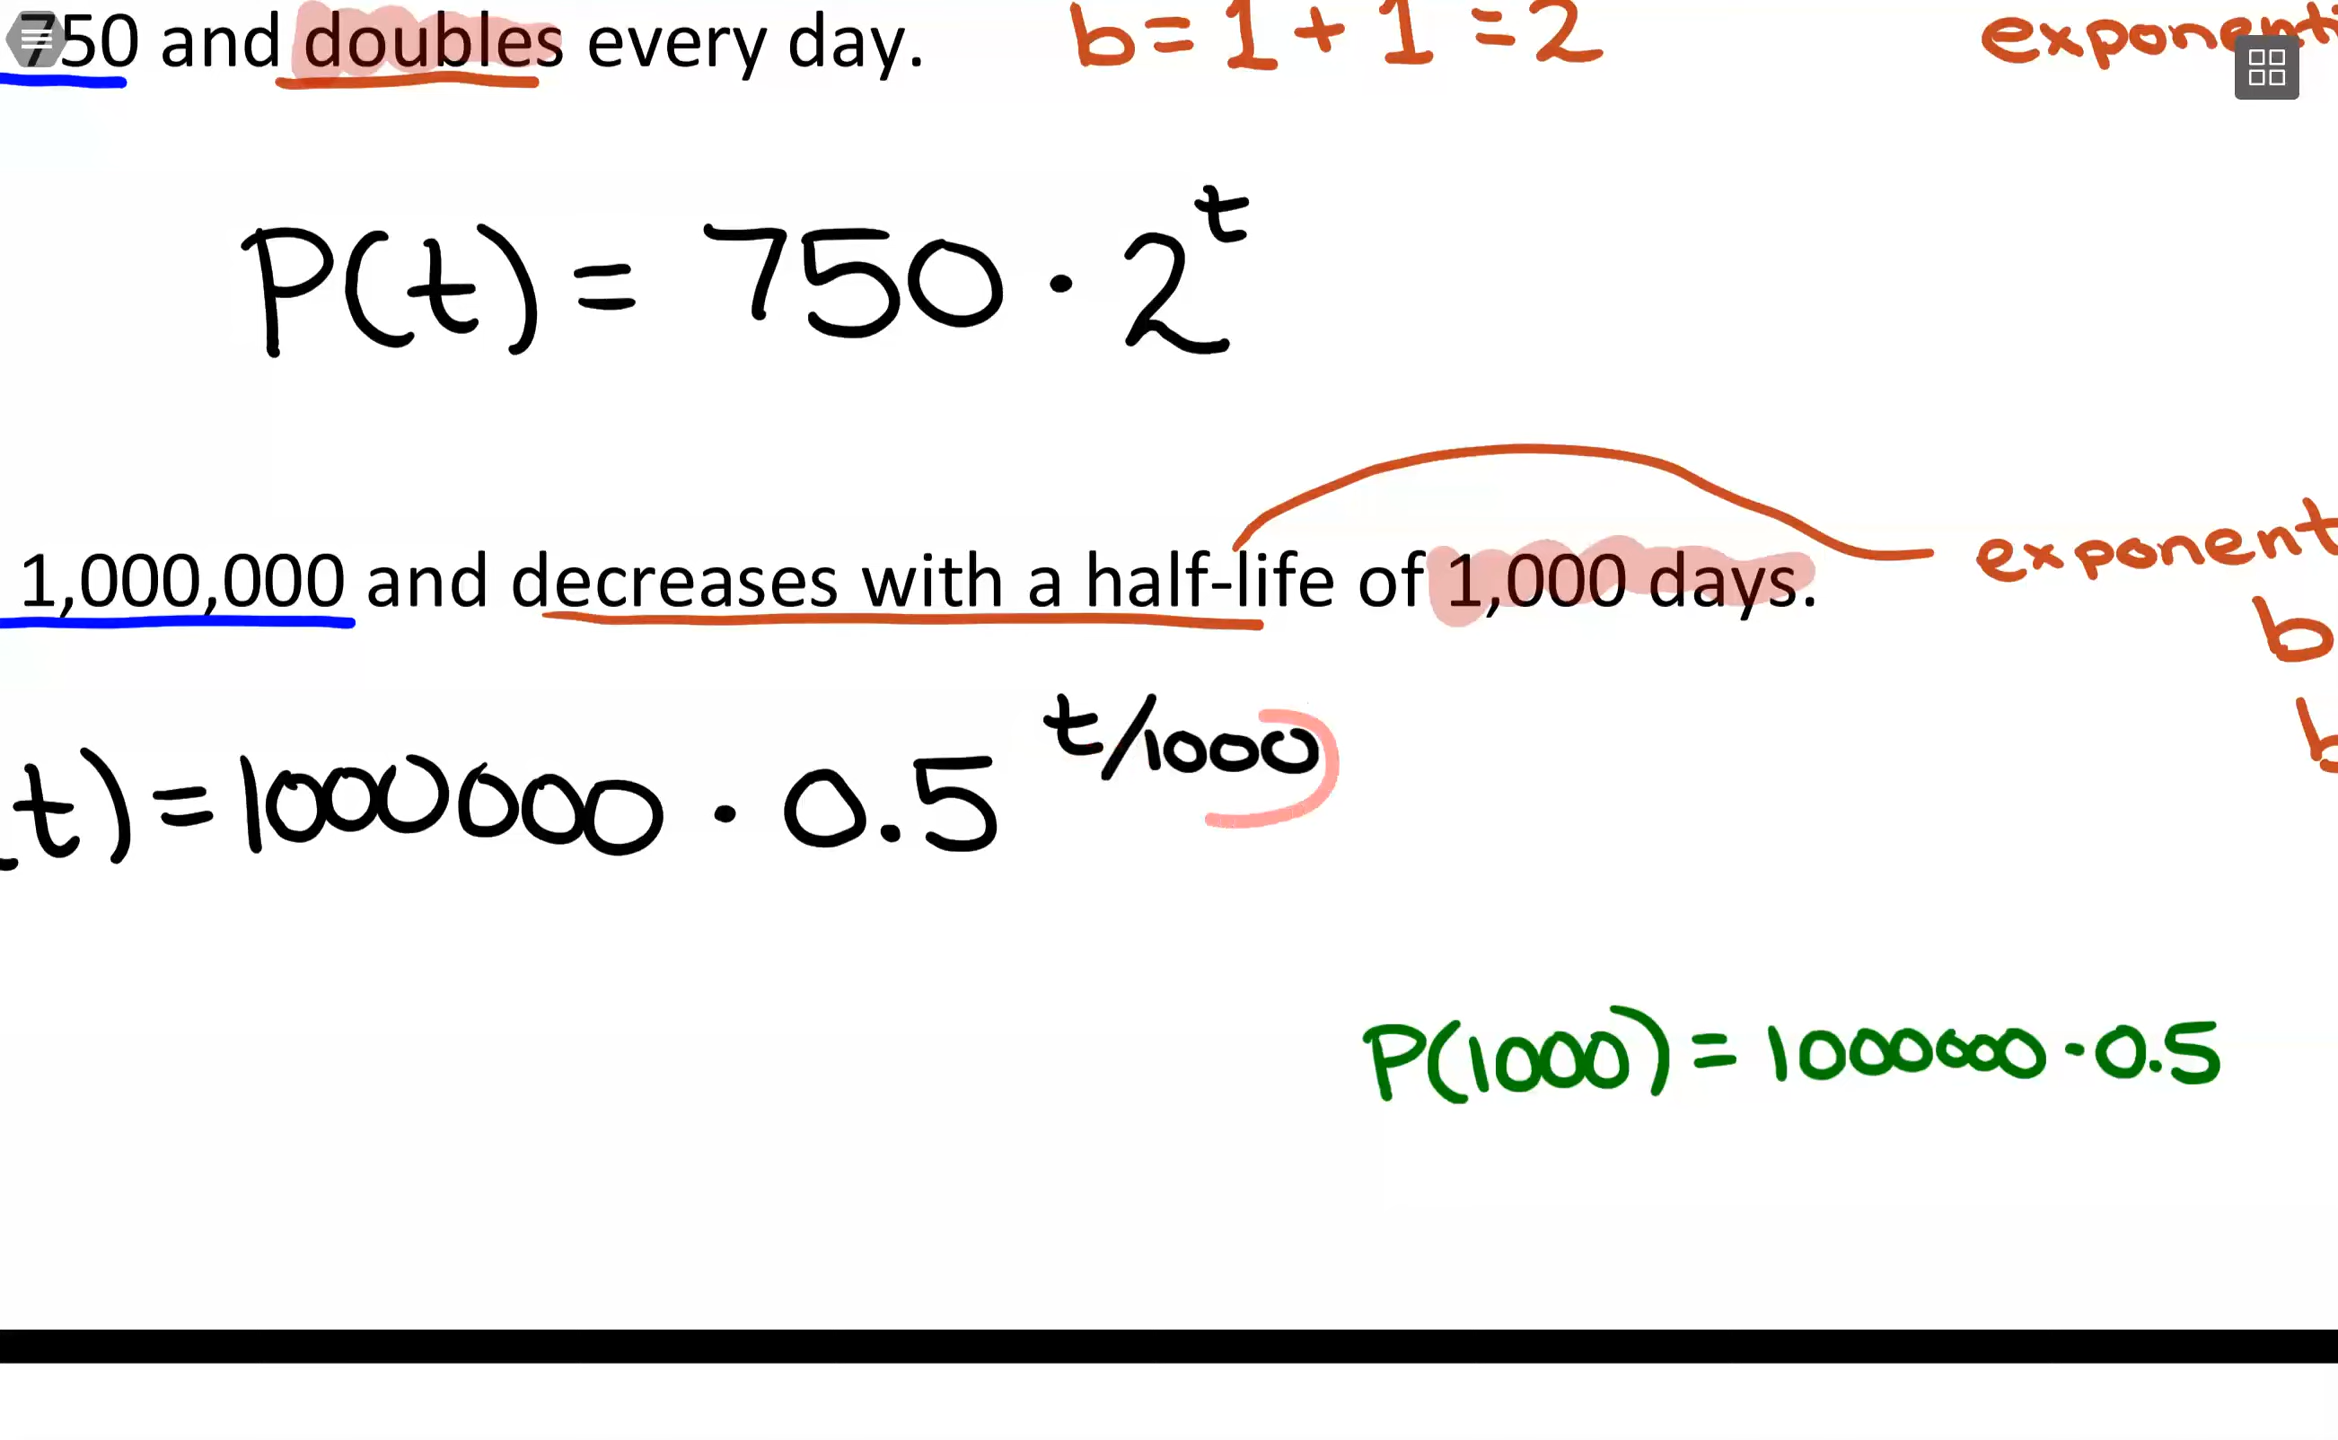 750 and doubles every day. b = 1 + 1 = 2
P(t) = 750 · 2^t
1,000,000 and decreases with a half-life of 1,000 days. exponent
b
t) = 1000000 · 0.5^t/1000 b
P(1000) = 1000000 · 0.5